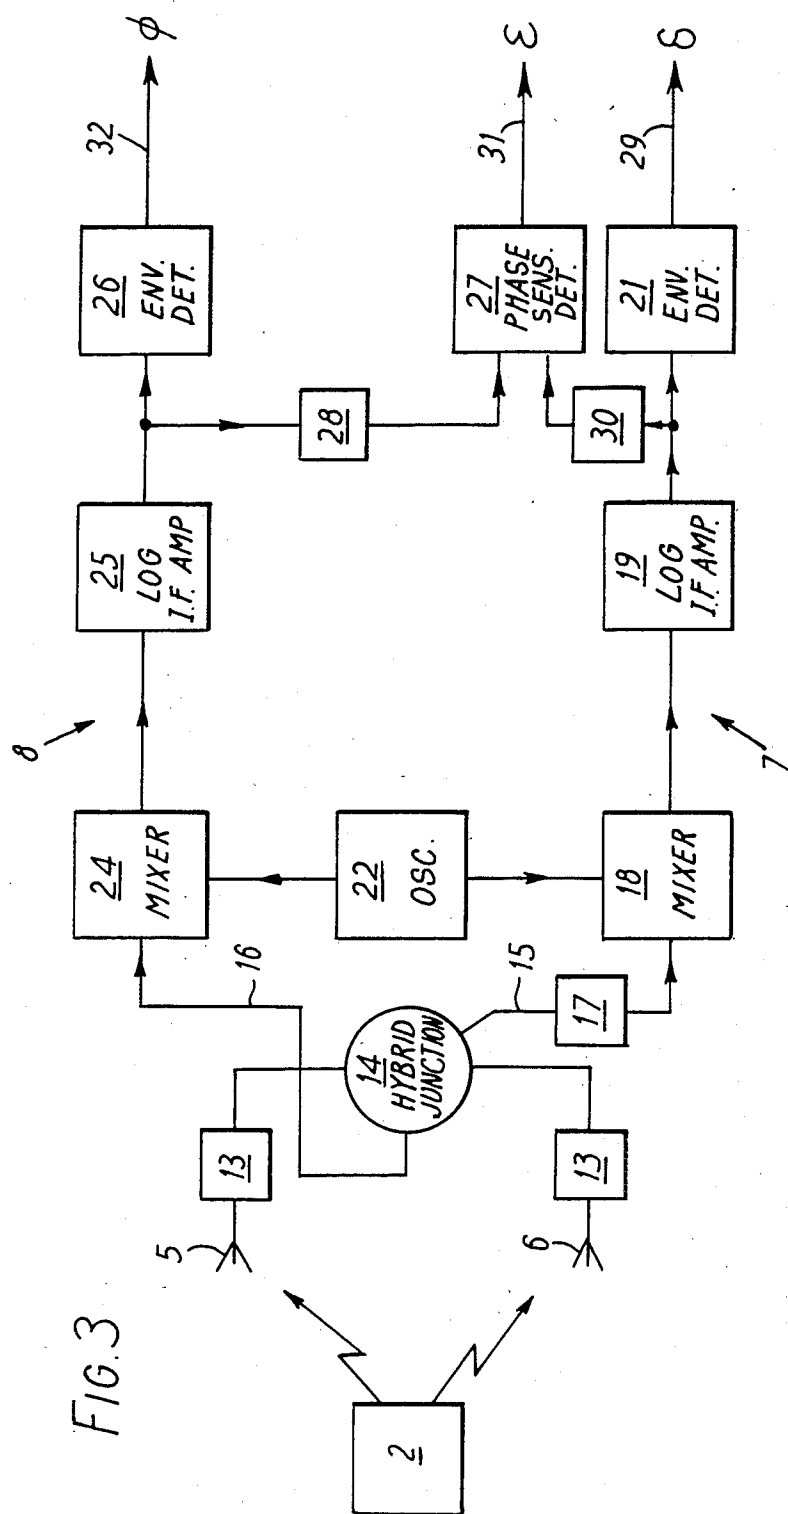 FIG.3
2
5
6
13
13
14
HYBRID
JUNCTION
16
15
17
24
MIXER
22
OSC.
18
MIXER
8
7
25
LOG
I.F. AMP
19
LOG
I.F. AMP.
28
30
26
ENV.
DET.
27
PHASE
SENS.
DET.
21
ENV.
DET.
32
31
29
ϕ
ε
δ